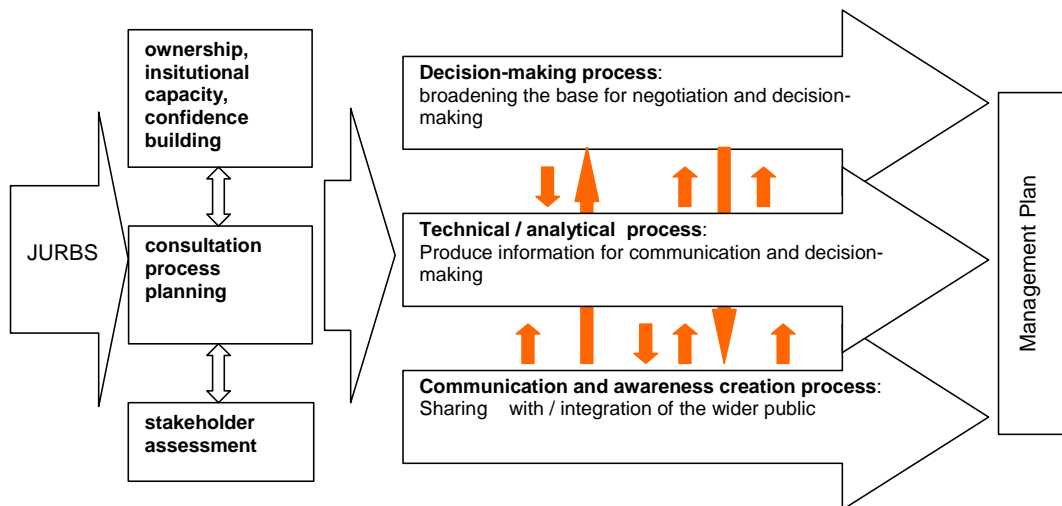 JURBS
ownership,
insitutional
capacity,
confidence
building
consultation
process
planning
stakeholder
assessment
Decision-making process:
broadening the base for negotiation and decision-
making
Technical / analytical process:
Produce information for communication and decision-
making
Communication and awareness creation process:
Sharing with / integration of the wider public
Management Plan